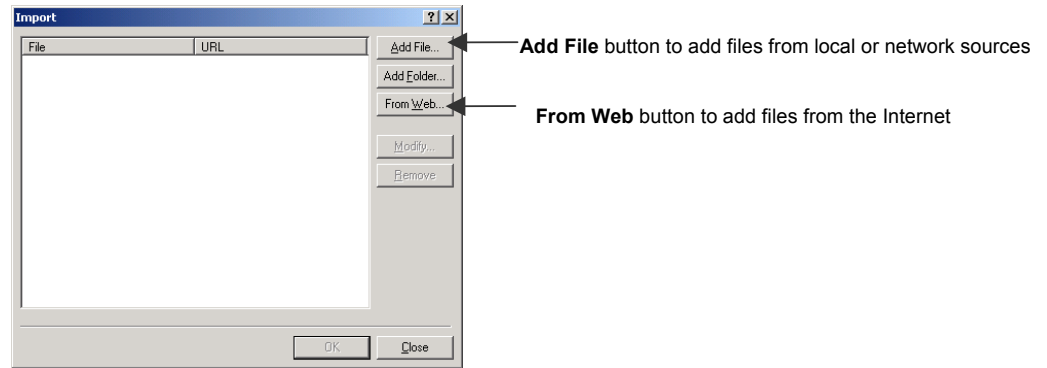 Import
File URL Add File... Add File button to add files from local or network sources
Add Folder...
From Web... From Web button to add files from the Internet
Modify...
Remove
OK Close